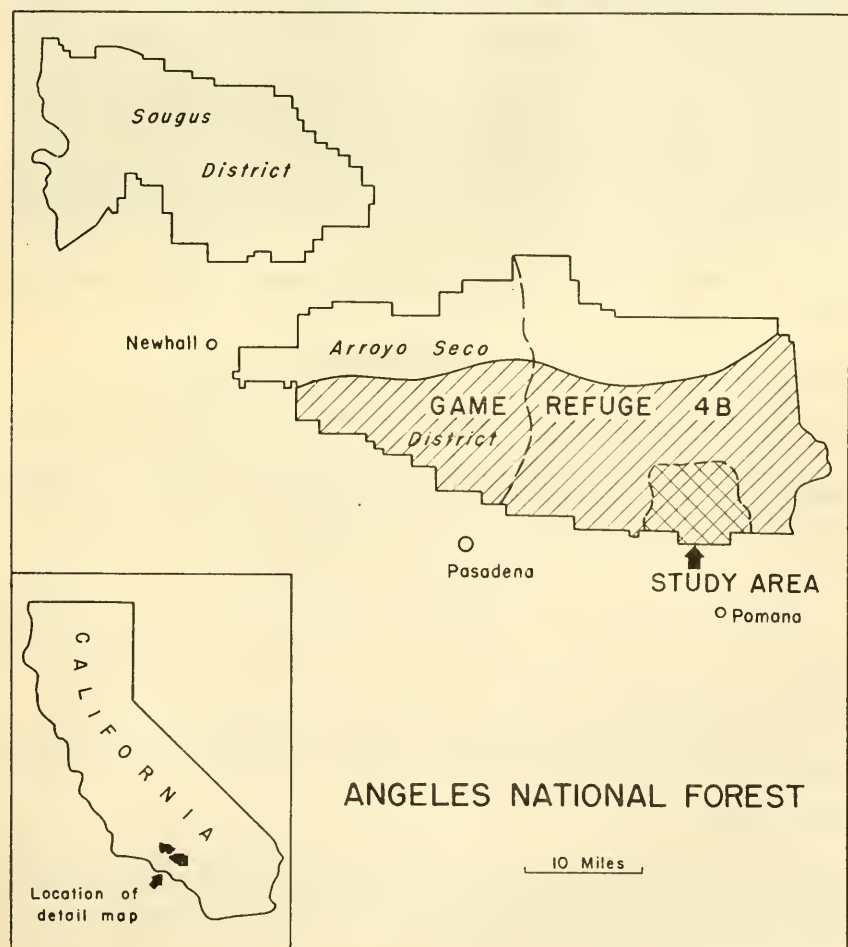 Sougus
District
Newhall
Arroyo Seco
GAME REFUGE 4B
District
Pasadena
STUDY AREA
Pomana
CALIFORNIA
ANGELES NATIONAL FOREST
10 Miles
Location of
detail map